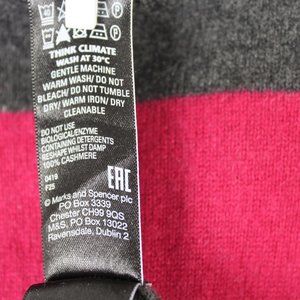 THINK CLIMATE
WASH AT 30°C
GENTLE MACHINE
WARM WASH/ DO NOT
BLEACH/ DO NOT TUMBLE
DRY/ WARM IRON/ DRY
CLEANABLE
DO NOT USE
BIOLOGICAL/ENZYME
CONTAINING DETERGENTS
RESHAPE WHILST DAMP
100% CASHMERE
0419
F25
EAC
© Marks and Spencer plc
PO Box 3339
Chester CH99 9QS
M&S, PO Box 13022
Ravensdale, Dublin 2